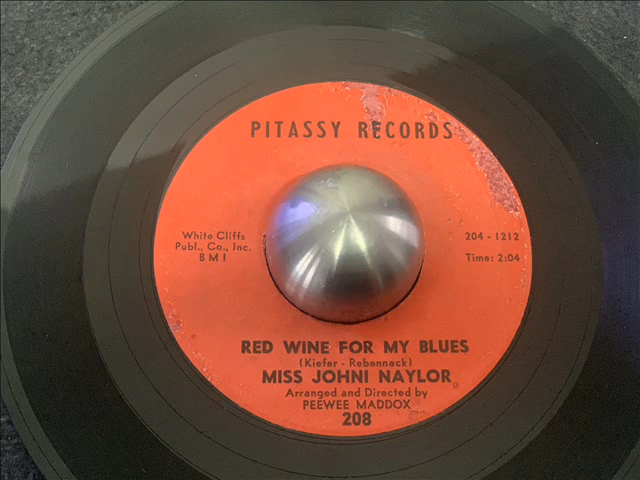 PITASSY RECORDS
White Cliffs
Publ., Co., Inc.
B M I
204 - 1212
Time: 2:04
RED WINE FOR MY BLUES
(Kiefer - Rebennack)
MISS JOHNI NAYLOR
Arranged and Directed by
PEEWEE MADDOX
208